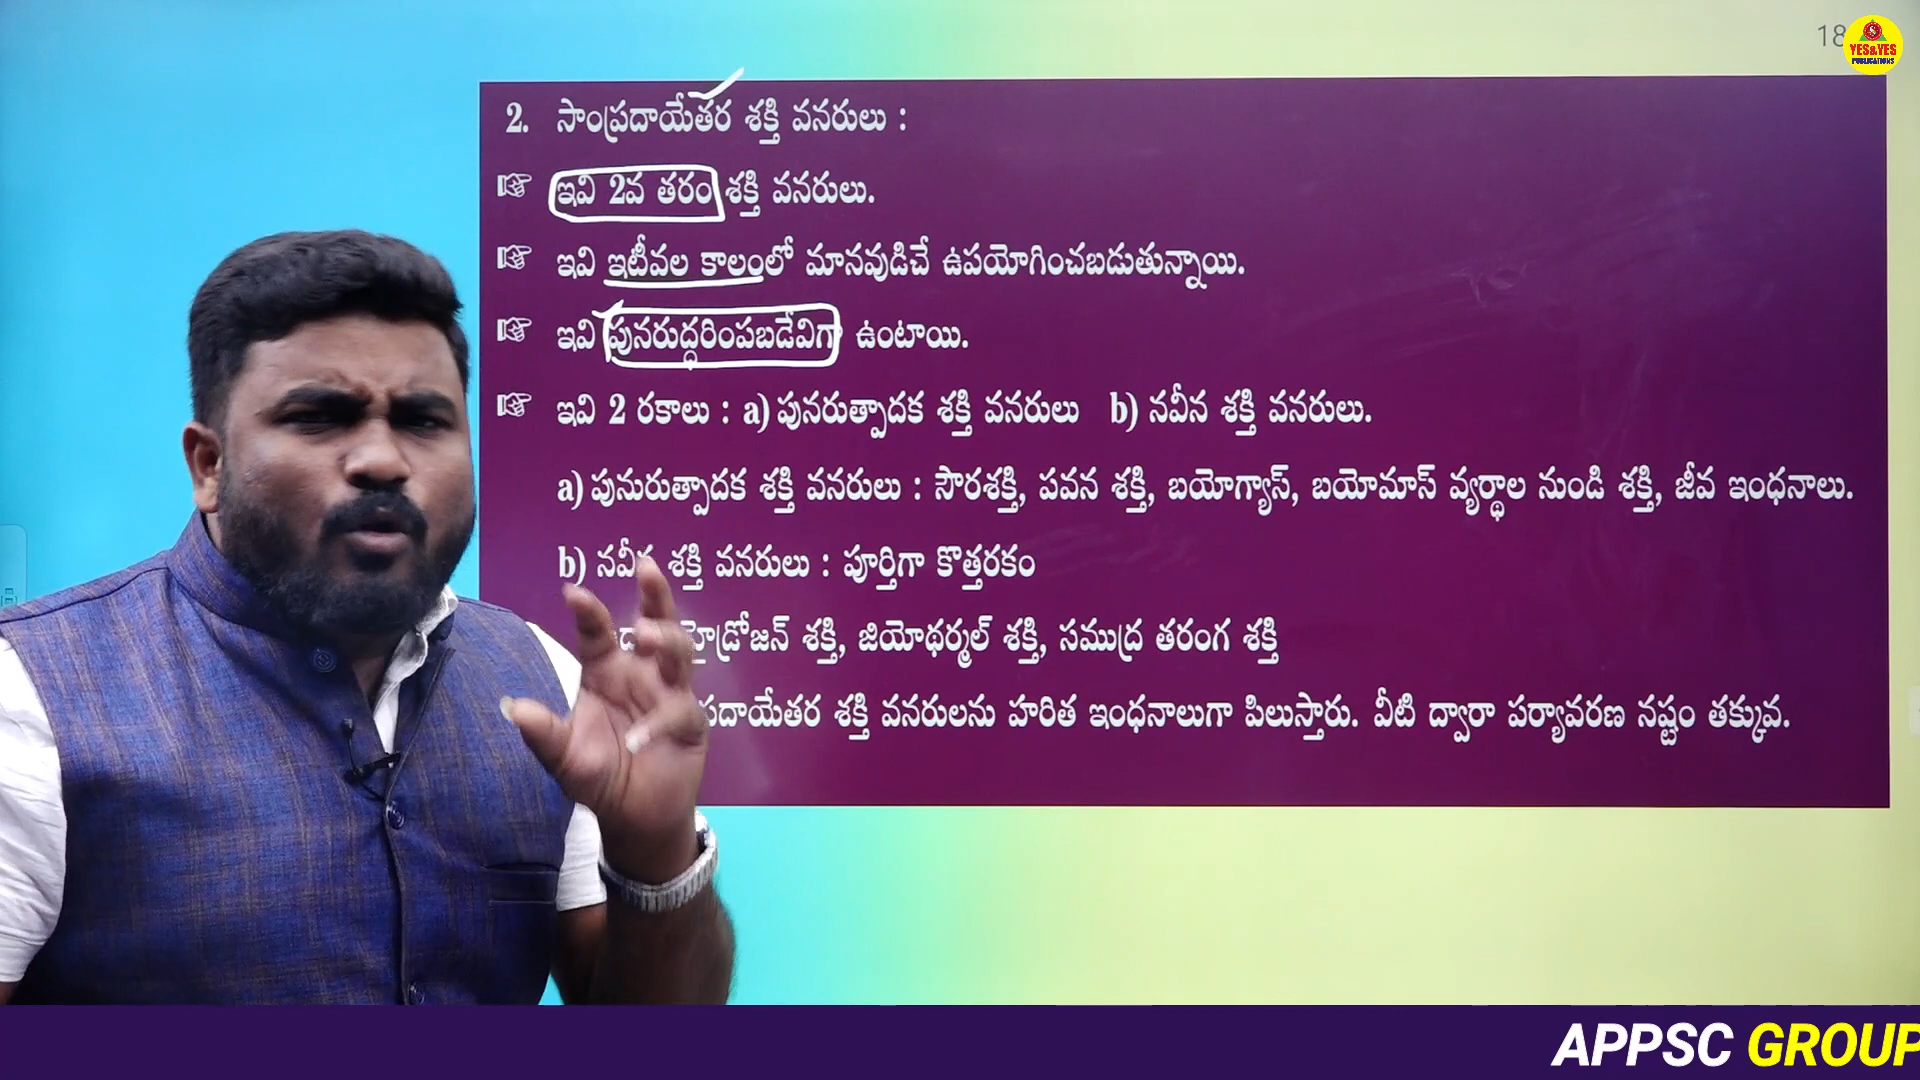 18
YES&YES
PUBLICATIONS
2. సాంప్రదాయేతర శక్తి వనరులు :
ఇవి 2వ తరం శక్తి వనరులు.
ఇవి ఇటీవల కాలంలో మానవుడిచే ఉపయోగించబడుతున్నాయి.
ఇవి పునరుద్ధరింపబడేవిగా ఉంటాయి.
ఇవి 2 రకాలు : a) పునరుత్పాదక శక్తి వనరులు b) నవీన శక్తి వనరులు.
a) పునురుత్పాదక శక్తి వనరులు : సౌరశక్తి, పవన శక్తి, బయోగ్యాస్, బయోమాస్ వ్యర్థాల నుండి శక్తి, జీవ ఇంధనాలు.
b) నవీన శక్తి వనరులు : పూర్తిగా కొత్తరకం
హైడ్రోజన్ శక్తి, జియోథర్మల్ శక్తి, సముద్ర తరంగ శక్తి
శక్తి వనరులను హరిత ఇంధనాలుగా పిలుస్తారు. వీటి ద్వారా పర్యావరణ నష్టం తక్కువ.
APPSC GROUP